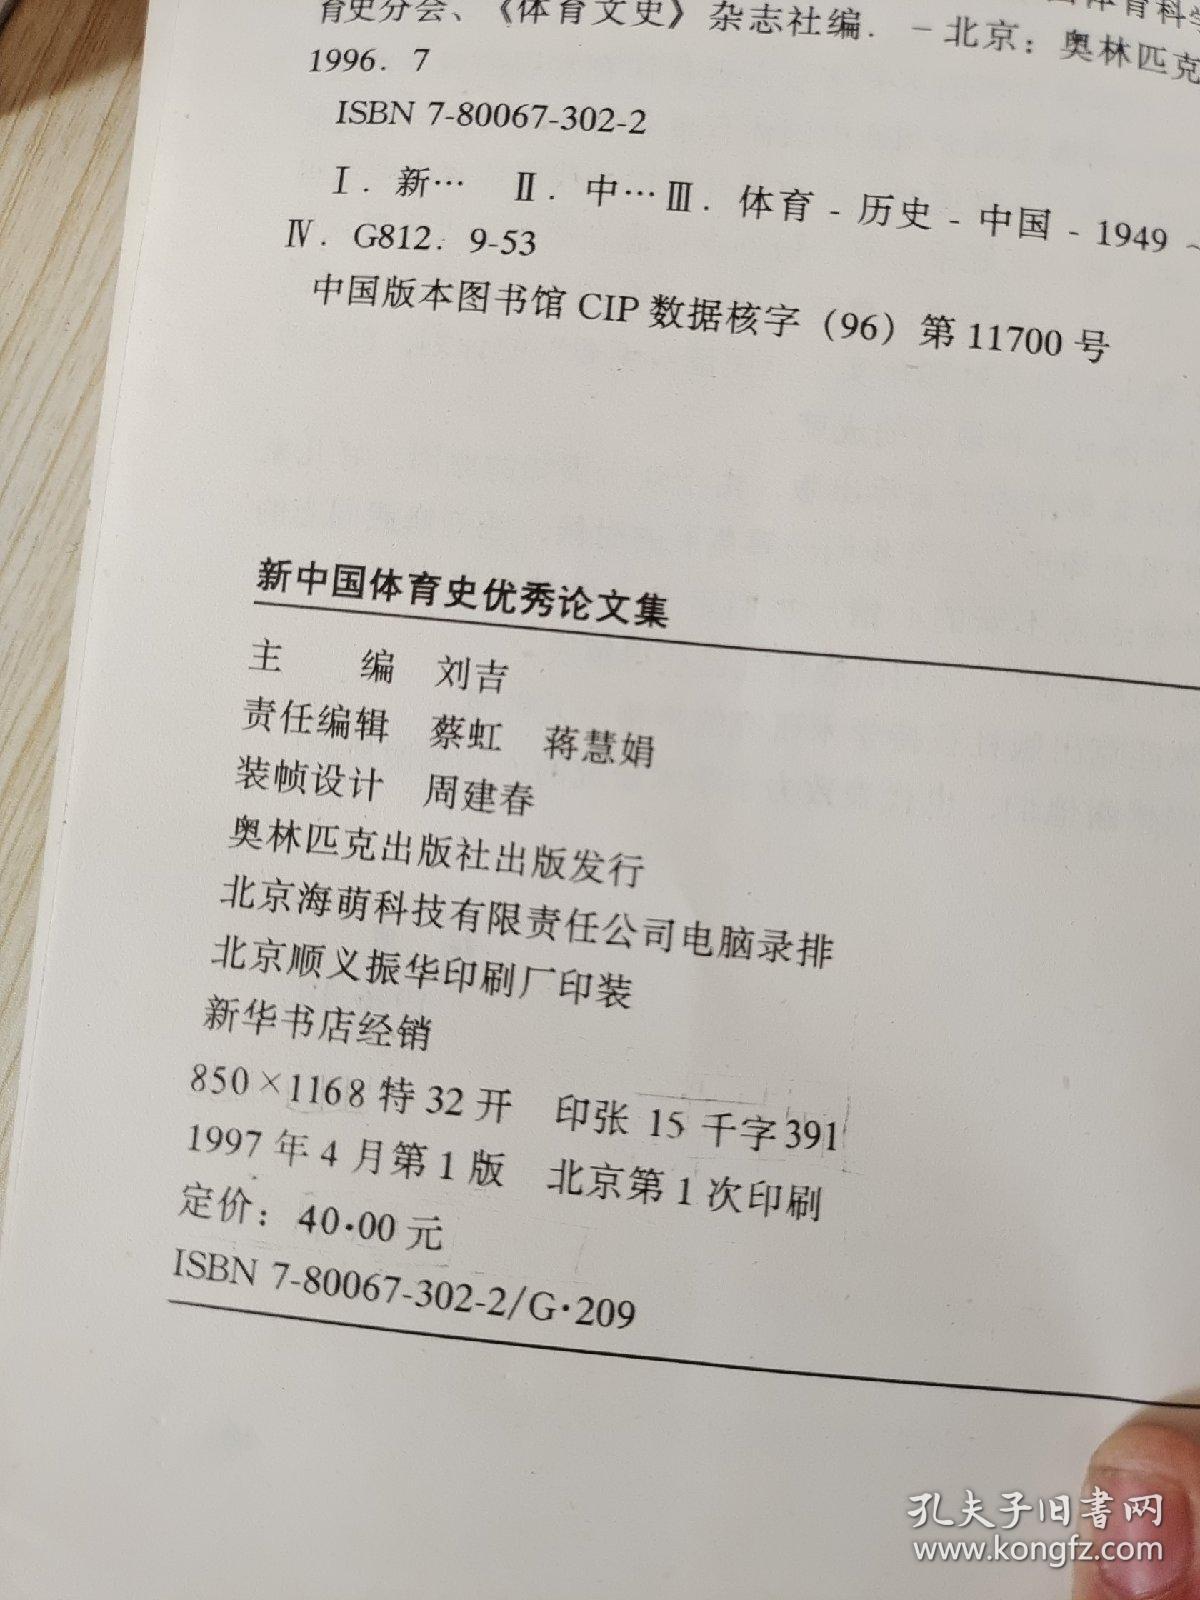 育史分会、《体育文史》杂志社编. －北京：奥林匹克
1996. 7
ISBN 7-80067-302-2
Ⅰ. 新… Ⅱ. 中… Ⅲ. 体育－历史－中国－1949～
Ⅳ. G812. 9-53
中国版本图书馆 CIP 数据核字（96）第 11700 号
新中国体育史优秀论文集
主 编 刘吉
责任编辑 蔡虹 蒋慧娟
装帧设计 周建春
奥林匹克出版社出版发行
北京海萌科技有限责任公司电脑录排
北京顺义振华印刷厂印装
新华书店经销
850×1168 特 32 开 印张 15 千字 391
1997 年 4 月第 1 版 北京第 1 次印刷
定价：40·00 元
ISBN 7-80067-302-2/G·209
孔夫子旧书网
www.kongfz.com